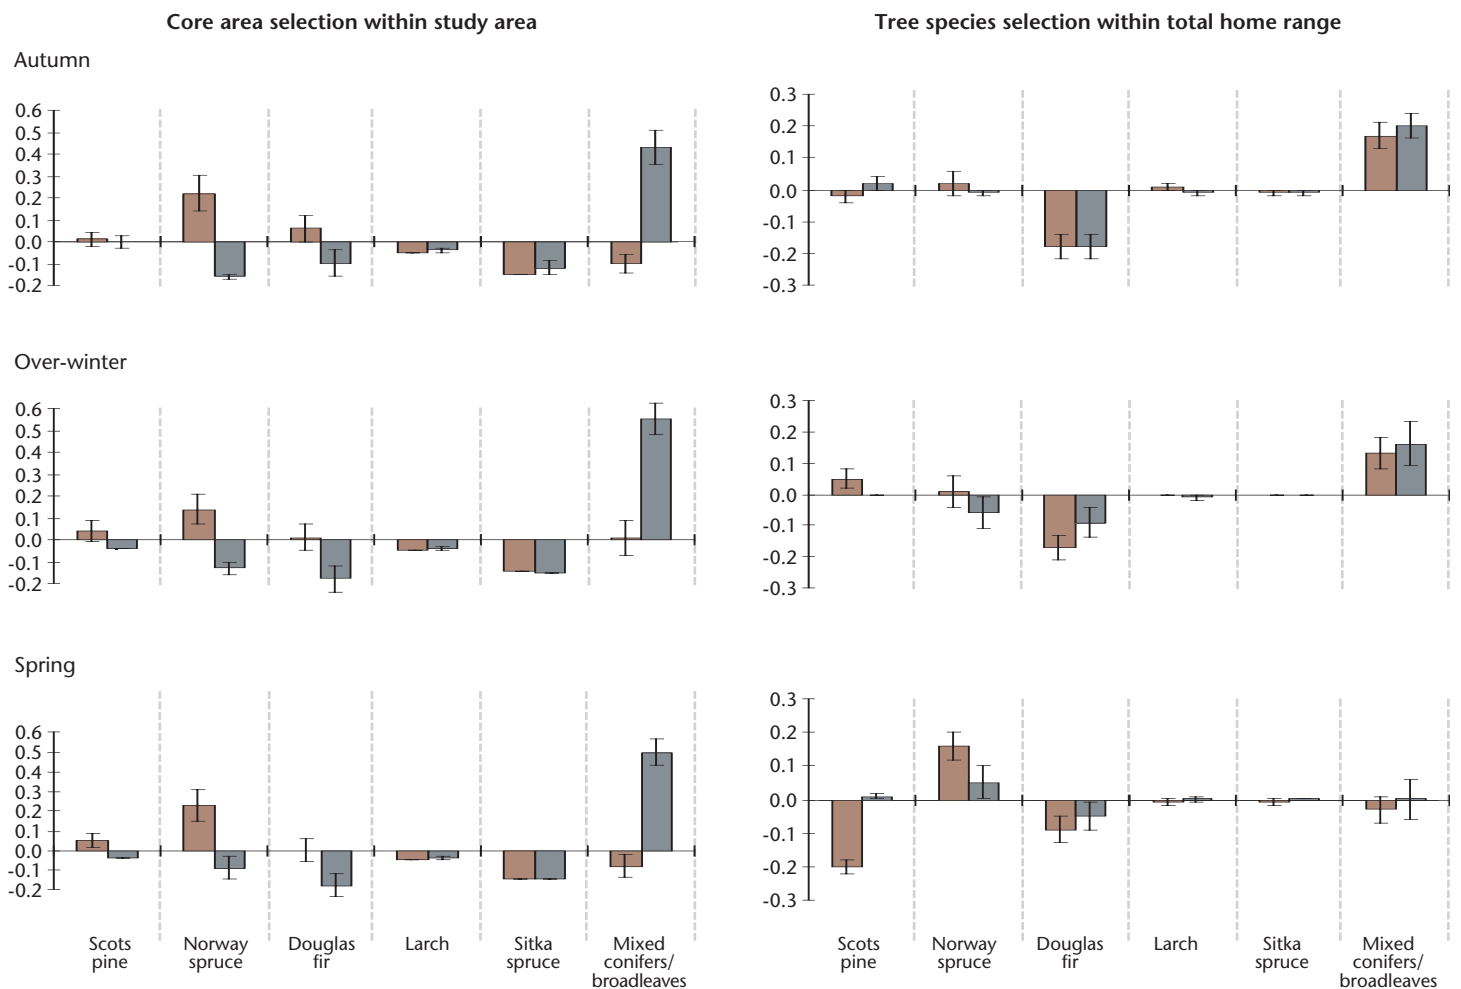 Core area selection within study area
Tree species selection within total home range
Autumn
0.6
0.5
0.4
0.3
0.2
0.1
0.0
-0.1
-0.2
0.3
0.2
0.1
0.0
-0.1
-0.2
-0.3
Over-winter
0.6
0.5
0.4
0.3
0.2
0.1
0.0
-0.1
-0.2
0.3
0.2
0.1
0.0
-0.1
-0.2
-0.3
Spring
0.6
0.5
0.4
0.3
0.2
0.1
0.0
-0.1
-0.2
0.3
0.2
0.1
0.0
-0.1
-0.2
-0.3
Scots
pine
Norway
spruce
Douglas
fir
Larch
Sitka
spruce
Mixed
conifers/
broadleaves
Scots
pine
Norway
spruce
Douglas
fir
Larch
Sitka
spruce
Mixed
conifers/
broadleaves